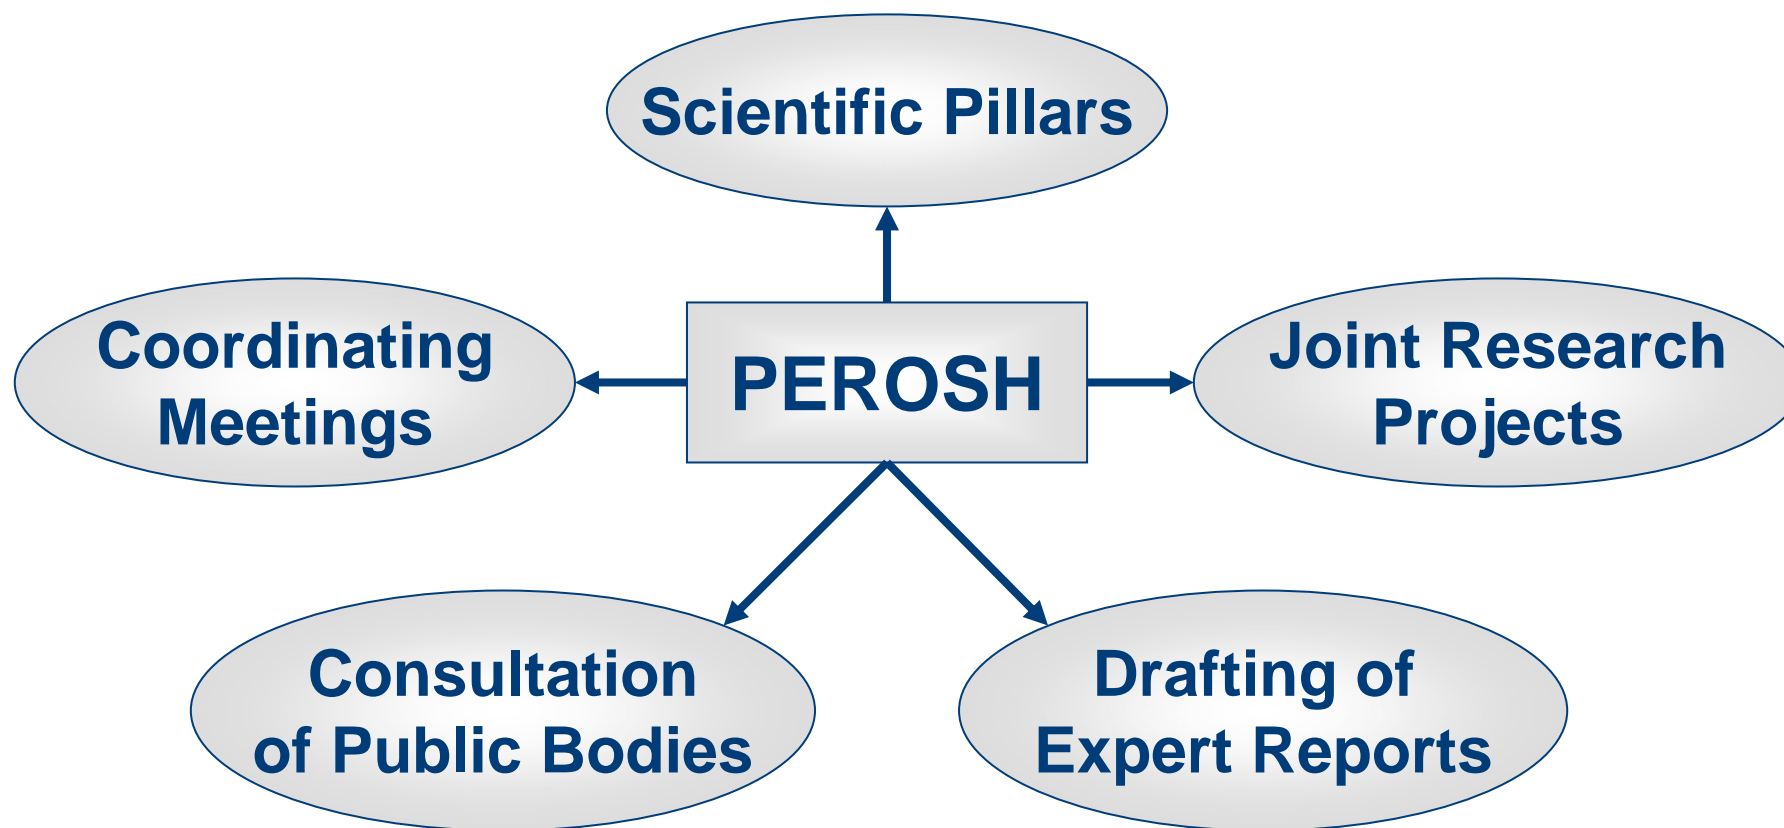 Scientific Pillars
Coordinating
Meetings
PEROSH
Joint Research
Projects
Consultation
of Public Bodies
Drafting of
Expert Reports